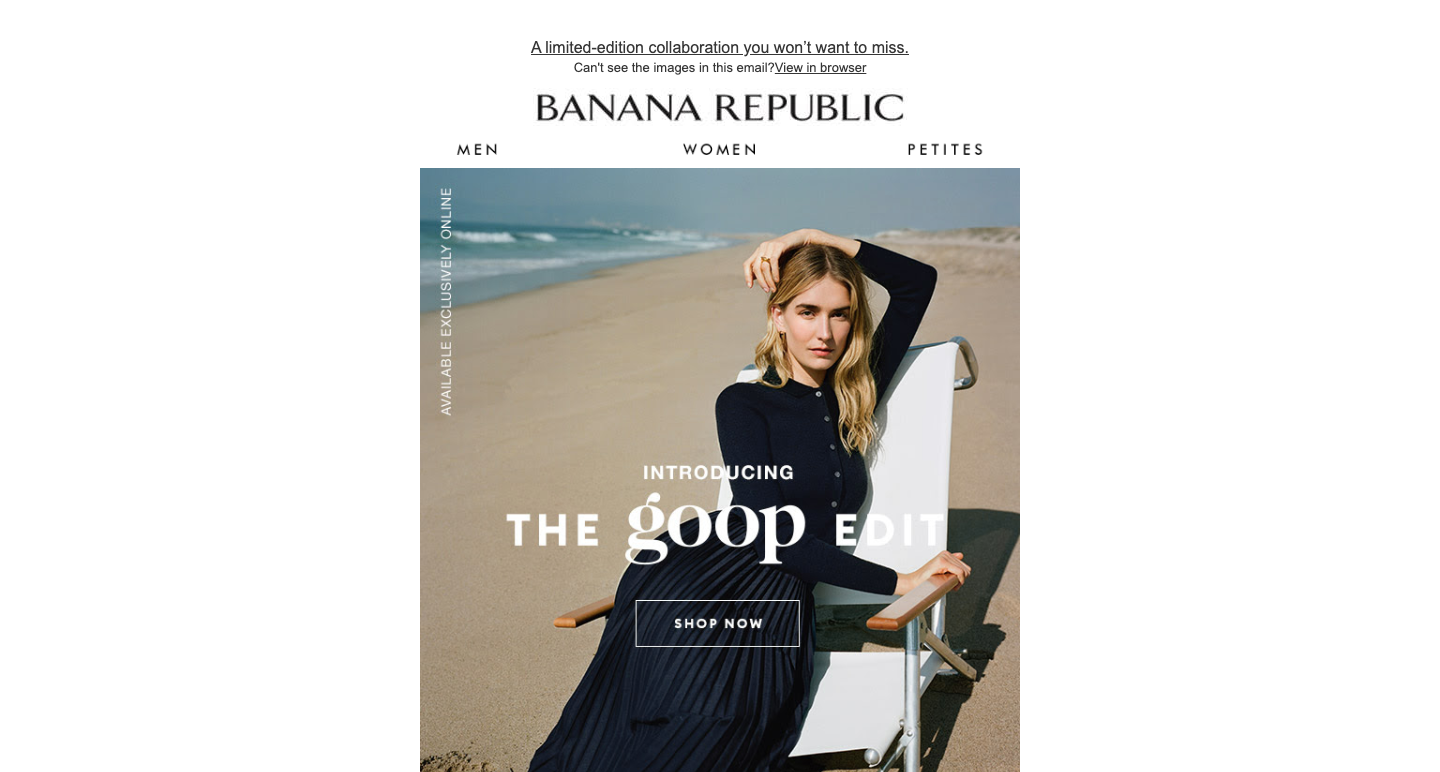 A limited-edition collaboration you won’t want to miss.
Can't see the images in this email?View in browser
BANANA REPUBLIC
MEN WOMEN PETITES
AVAILABLE EXCLUSIVELY ONLINE
INTRODUCING
THE goop EDIT
SHOP NOW